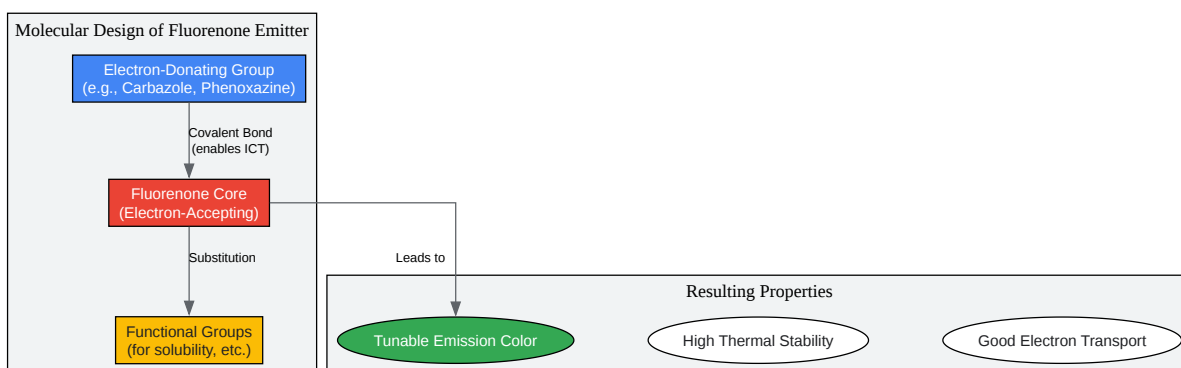 Molecular Design of Fluorenone Emitter
Electron-Donating Group
(e.g., Carbazole, Phenoxazine)
Covalent Bond
(enables ICT)
Fluorenone Core
(Electron-Accepting)
Substitution
Leads to
Functional Groups
(for solubility, etc.)
Resulting Properties
Tunable Emission Color
High Thermal Stability
Good Electron Transport